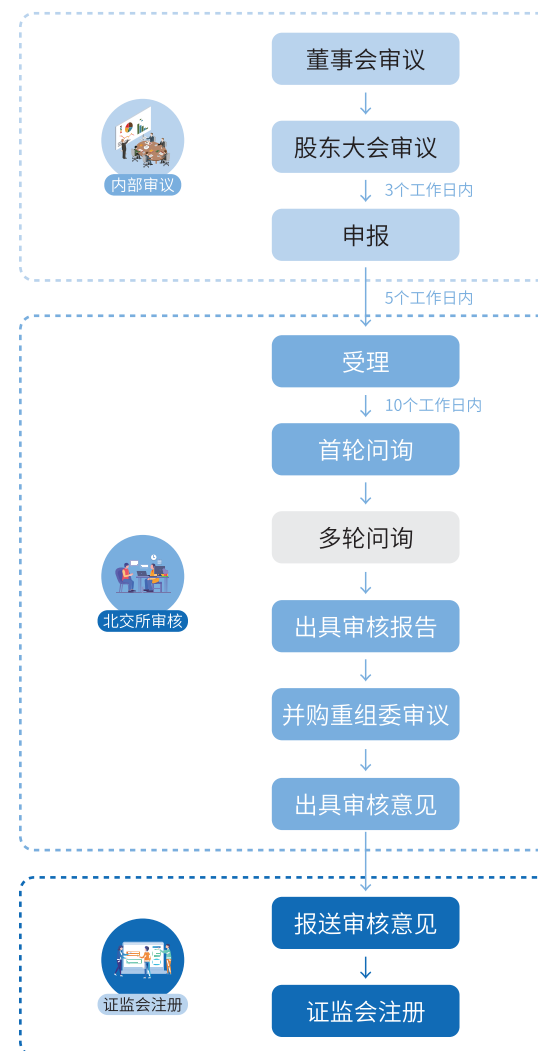 董事会审议
股东大会审议
内部审议
3个工作日内
申报
5个工作日内
受理
10个工作日内
首轮问询
多轮问询
北交所审核
出具审核报告
并购重组委审议
出具审核意见
报送审核意见
证监会注册
证监会注册